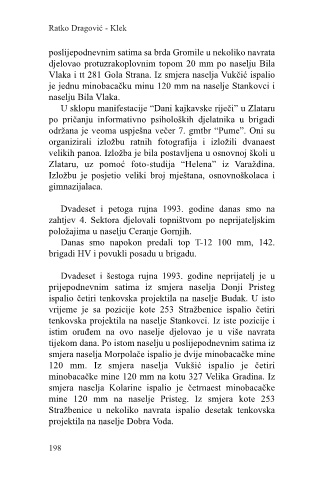 Ratko Dragović - Klek
poslijepodnevnim satima sa brda Gromile u nekoliko navrata
djelovao protuzrakoplovnim topom 20 mm po naselju Bila
Vlaka i tt 281 Gola Strana. Iz smjera naselja Vukčić ispalio
je jednu minobacačku minu 120 mm na naselje Stankovci i
naselju Bila Vlaka.
U sklopu manifestacije “Dani kajkavske riječi” u Zlataru
po pričanju informativno psiholoških djelatnika u brigadi
održana je veoma uspješna večer 7. gmtbr “Pume”. Oni su
organizirali izložbu ratnih fotografija i izložili dvanaest
velikih panoa. Izložba je bila postavljena u osnovnoj školi u
Zlataru, uz pomoć foto-studija “Helena” iz Varaždina.
Izložbu je posjetio veliki broj mještana, osnovnoškolaca i
gimnazijalaca.
Dvadeset i petoga rujna 1993. godine danas smo na
zahtjev 4. Sektora djelovali topništvom po neprijateljskim
položajima u naselju Ceranje Gornjih.
Danas smo napokon predali top T-12 100 mm, 142.
brigadi HV i povukli posadu u brigadu.
Dvadeset i šestoga rujna 1993. godine neprijatelj je u
prijepodnevnim satima iz smjera naselja Donji Pristeg
ispalio četiri tenkovska projektila na naselje Budak. U isto
vrijeme je sa pozicije kote 253 Stražbenice ispalio četiri
tenkovska projektila na naselje Stankovci. Iz iste pozicije i
istim oruđem na ovo naselje djelovao je u više navrata
tijekom dana. Po istom naselju u poslijepodnevnim satima iz
smjera naselja Morpolače ispalio je dvije minobacačke mine
120 mm. Iz smjera naselja Vukšić ispalio je četiri
minobacačke mine 120 mm na kotu 327 Velika Gradina. Iz
smjera naselja Kolarine ispalio je četrnaest minobacačke
mine 120 mm na naselje Pristeg. Iz smjera kote 253
Stražbenice u nekoliko navrata ispalio desetak tenkovska
projektila na naselje Dobra Voda.
198